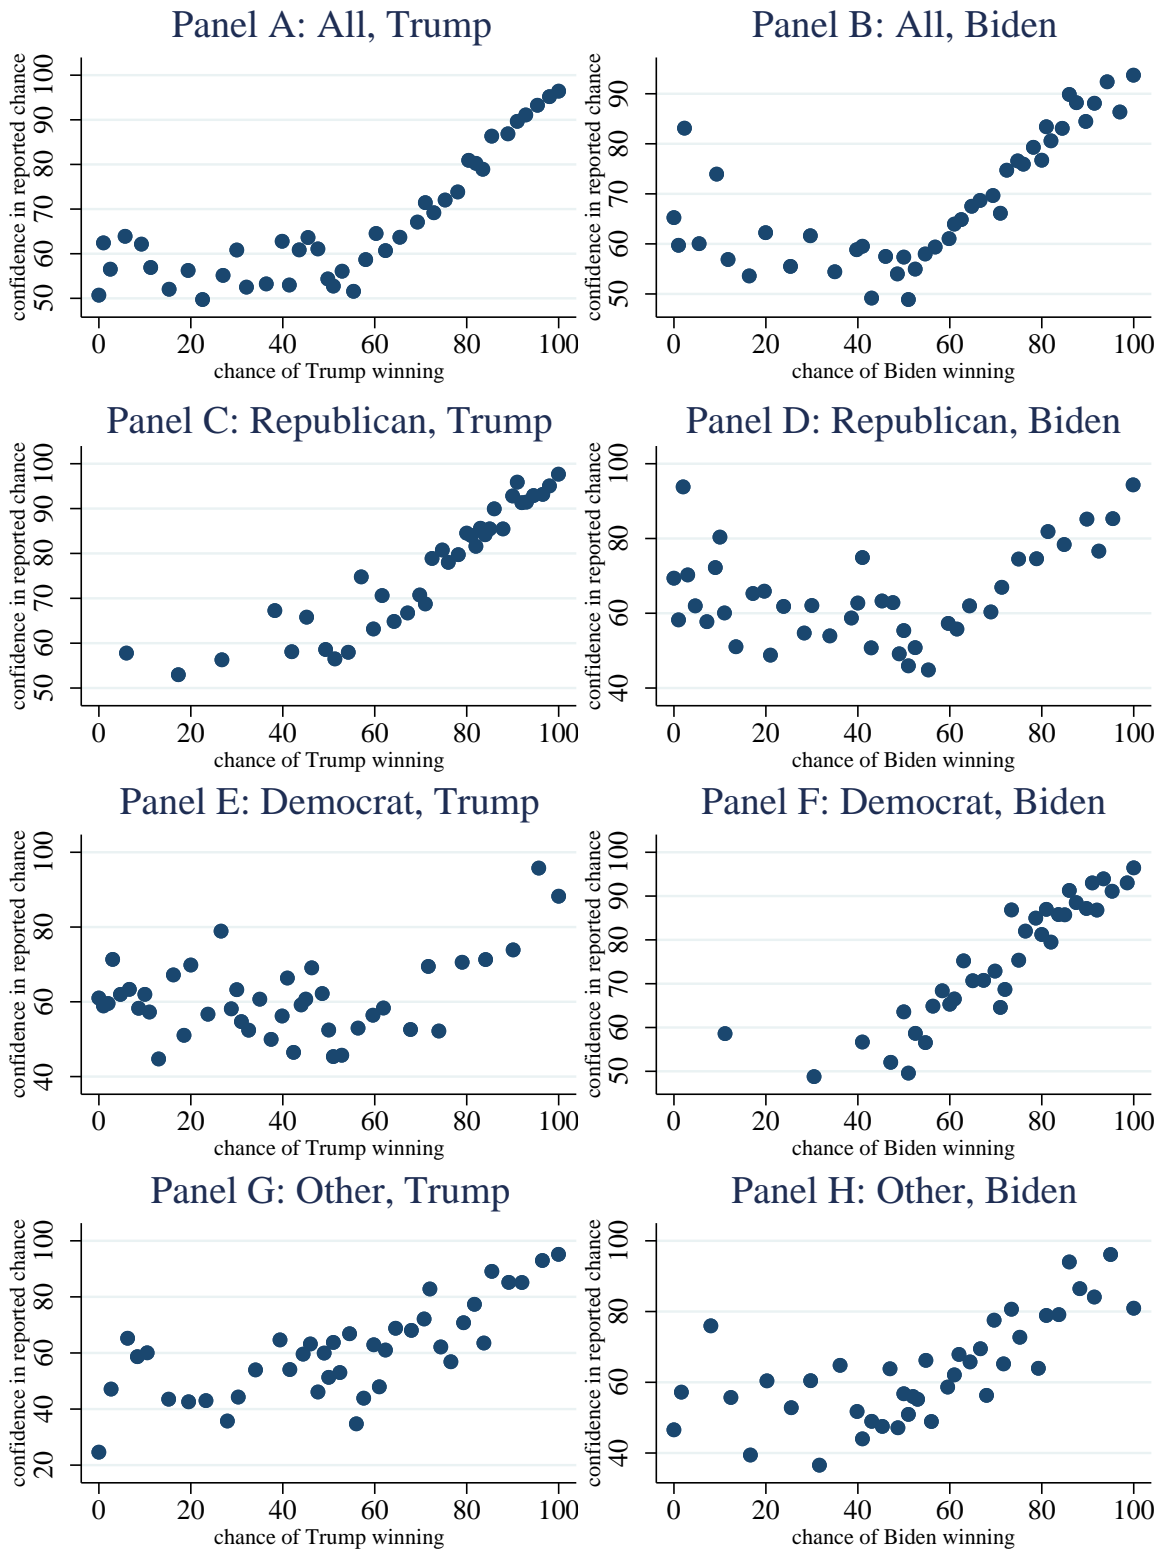 Panel A: All, Trump
confidence in reported chance
100
90
80
70
60
50
0 20 40 60 80 100
chance of Trump winning
Panel B: All, Biden
confidence in reported chance
90
80
70
60
50
0 20 40 60 80 100
chance of Biden winning
Panel C: Republican, Trump
confidence in reported chance
100
90
80
70
60
50
0 20 40 60 80 100
chance of Trump winning
Panel D: Republican, Biden
confidence in reported chance
100
80
60
40
0 20 40 60 80 100
chance of Biden winning
Panel E: Democrat, Trump
confidence in reported chance
100
80
60
40
0 20 40 60 80 100
chance of Trump winning
Panel F: Democrat, Biden
confidence in reported chance
100
90
80
70
60
50
0 20 40 60 80 100
chance of Biden winning
Panel G: Other, Trump
confidence in reported chance
100
80
60
40
20
0 20 40 60 80 100
chance of Trump winning
Panel H: Other, Biden
confidence in reported chance
100
80
60
40
0 20 40 60 80 100
chance of Biden winning